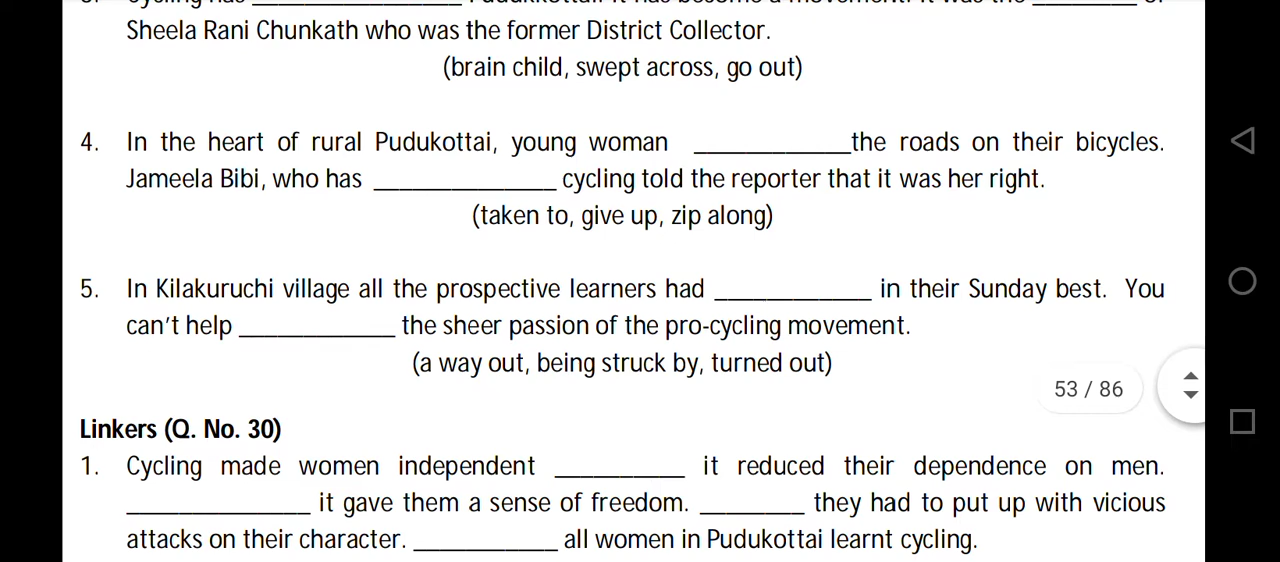 Sheela Rani Chunkath who was the former District Collector.
(brain child, swept across, go out)
4. In the heart of rural Pudukottai, young woman ____________the roads on their bicycles.
Jameela Bibi, who has ______________ cycling told the reporter that it was her right.
(taken to, give up, zip along)
5. In Kilakuruchi village all the prospective learners had ____________ in their Sunday best. You
can't help ____________ the sheer passion of the pro-cycling movement.
(a way out, being struck by, turned out)
53 / 86
Linkers (Q. No. 30)
1. Cycling made women independent __________ it reduced their dependence on men.
______________ it gave them a sense of freedom. ________ they had to put up with vicious
attacks on their character. ___________ all women in Pudukottai learnt cycling.